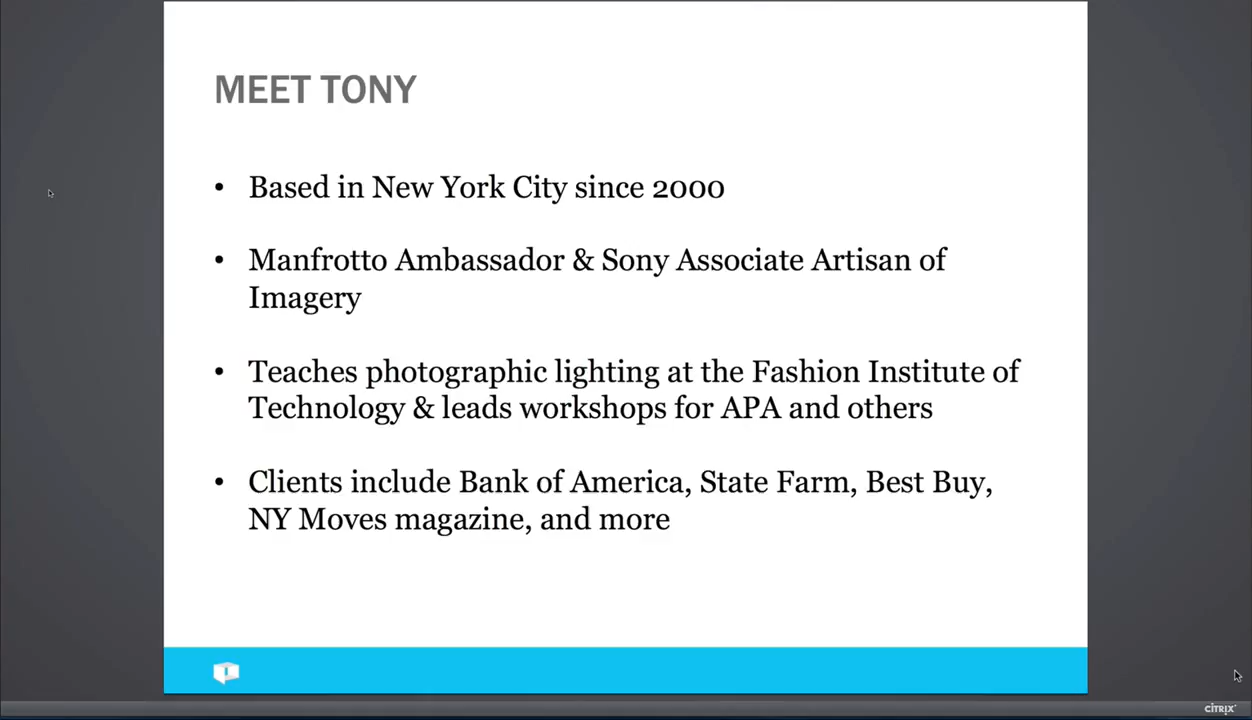 MEET TONY
• Based in New York City since 2000
• Manfrotto Ambassador & Sony Associate Artisan of
Imagery
• Teaches photographic lighting at the Fashion Institute of
Technology & leads workshops for APA and others
• Clients include Bank of America, State Farm, Best Buy,
NY Moves magazine, and more
CİTRIX